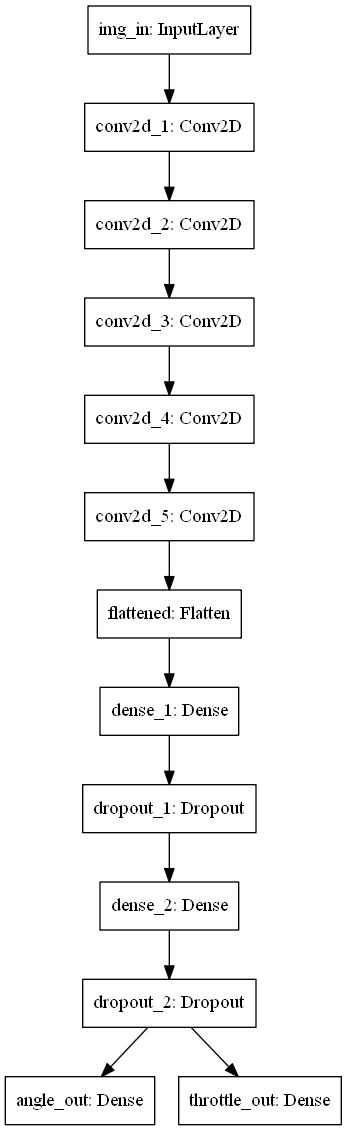 img_in: InputLayer
conv2d_1: Conv2D
conv2d_2: Conv2D
conv2d_3: Conv2D
conv2d_4: Conv2D
conv2d_5: Conv2D
flattened: Flatten
dense_1: Dense
dropout_1: Dropout
dense_2: Dense
dropout_2: Dropout
angle_out: Dense
throttle_out: Dense